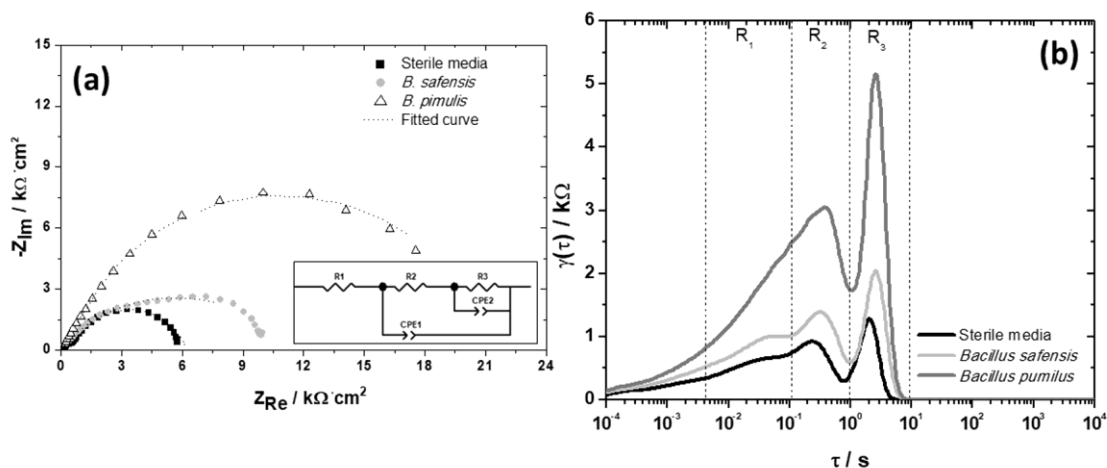 (a)
15
12
9
6
3
0
-Z_Im / kΩ·cm²
Sterile media
B. safensis
B. pimulis
Fitted curve
R1
R2
R3
CPE2
CPE1
0 3 6 9 12 15 18 21 24
Z_Re / kΩ·cm²
(b)
R₁ R₂ R₃
6
5
4
3
2
1
0
γ(τ) / kΩ
Sterile media
Bacillus safensis
Bacillus pumilus
10⁻⁴ 10⁻³ 10⁻² 10⁻¹ 10⁰ 10¹ 10² 10³ 10⁴
τ / s